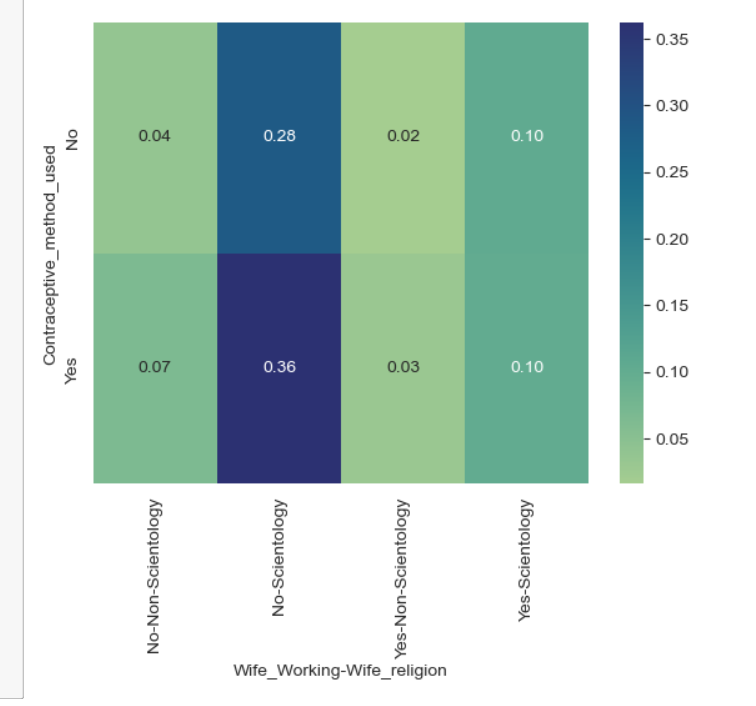 0.04 0.28 0.02 0.10
0.07 0.36 0.03 0.10
No
Yes
Contraceptive_method_used
No-Non-Scientology
No-Scientology
Yes-Non-Scientology
Yes-Scientology
Wife_Working-Wife_religion
0.35
0.30
0.25
0.20
0.15
0.10
0.05